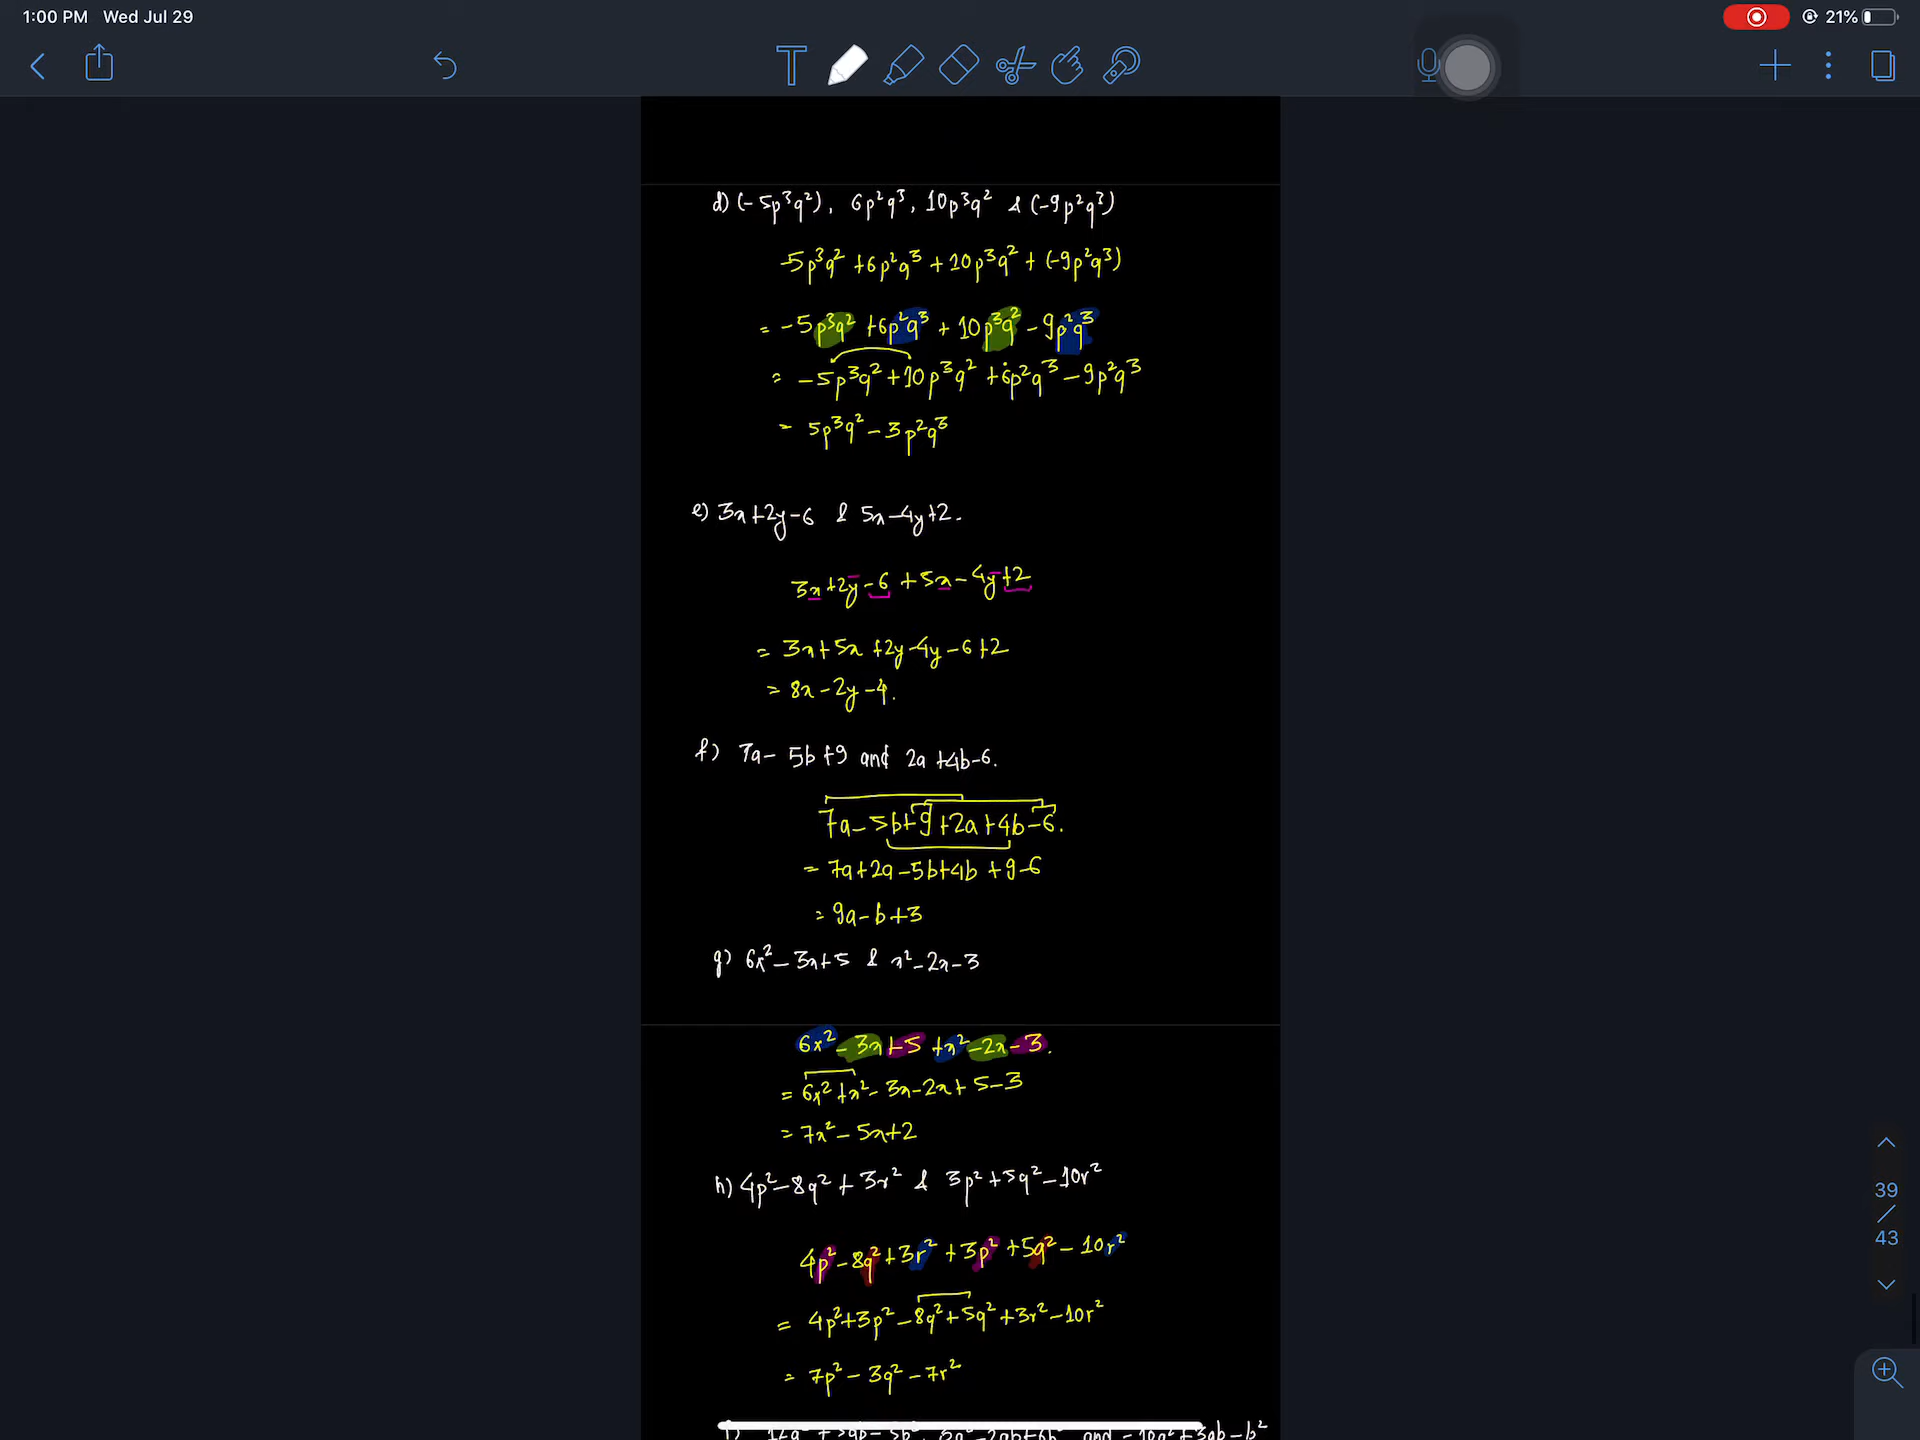 1:00 PM Wed Jul 29
21%
T
d) (-5p³q²), 6p²q³, 10p³q² & (-9p²q³)
-5p³q² +6p²q³ + 10p³q² + (-9p²q³)
= -5p³q² +6p²q³ + 10p³q² - 9p²q³
= -5p³q² + 10p³q² + 6p²q³ - 9p²q³
= 5p³q² - 3p²q³
e) 3x+2y-6 & 5x-4y+2.
3x+2y-6 +5x-4y+2
= 3x+5x+2y-4y-6+2
= 8x-2y-4.
f) 7a-5b+9 and 2a+4b-6.
7a-5b+9+2a+4b-6.
= 7a+2a-5b+4b+9-6
= 9a-b+3
g) 6x²-3x+5 & x²-2x-3
6x²-3x+5+x²-2x-3.
= 6x²+x²-3x-2x+5-3
= 7x²-5x+2
h) 4p²-8q²+3r² & 3p²+5q²-10r²
4p²-8q²+3r²+3p²+5q²-10r²
= 4p²+3p²-8q²+5q²+3r²-10r²
= 7p²-3q²-7r²
and
39
/
43